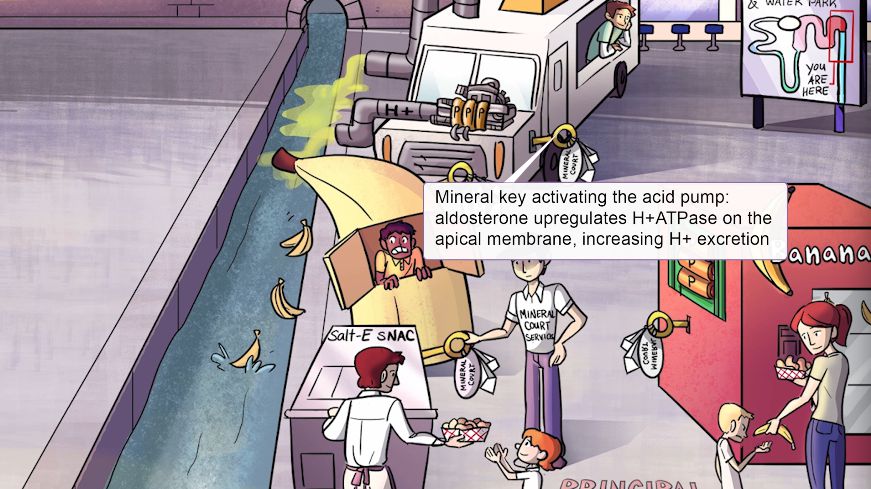 & WATER PARK
YOU
ARE
HERE
H+
P P P
MINERAL
COURT
Mineral key activating the acid pump:
aldosterone upregulates H+ATPase on the
apical membrane, increasing H+ excretion
Banana
MINERAL
COURT
SERVICE
Salt-E SNAC
MINERAL
COURT
MINERAL
COURT
PRINCIPAL